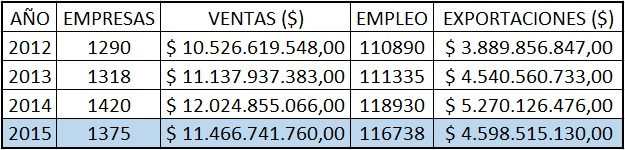 AÑO EMPRESAS VENTAS ($) EMPLEO EXPORTACIONES ($)
2012 1290 $ 10.526.619.548,00 110890 $ 3.889.856.847,00
2013 1318 $ 11.137.937.383,00 111335 $ 4.540.560.733,00
2014 1420 $ 12.024.855.066,00 118930 $ 5.270.126.476,00
2015 1375 $ 11.466.741.760,00 116738 $ 4.598.515.130,00